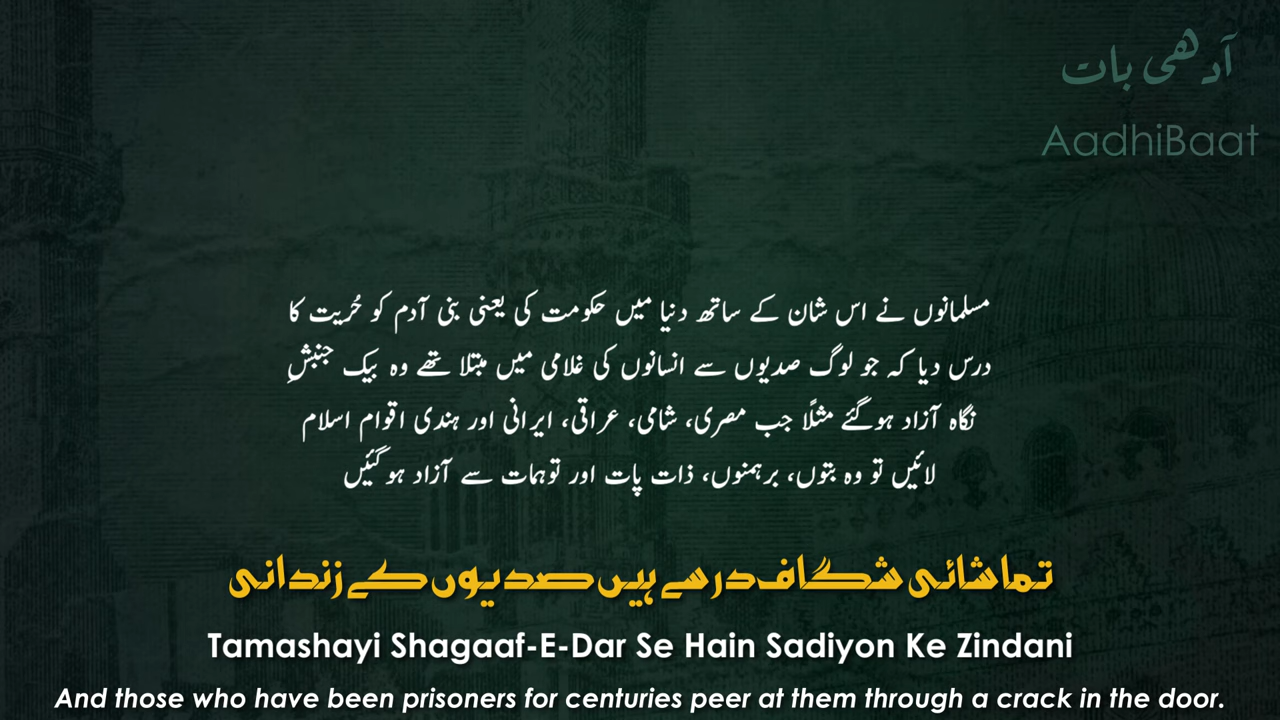 آدھی بات
AadhiBaat
مسلمانوں نے اس شان کے ساتھ دنیا میں حکومت کی یعنی بنی آدم کو حُریت کا
درس دیا کہ جو لوگ صدیوں سے انسانوں کی غلامی میں مبتلا تھے وہ بیک جنبشِ
نگاہ آزاد ہوگئے مثلًا جب مصری، شامی، عراقی، ایرانی اور ہندی اقوام اسلام
لائیں تو وہ بتوں، برہمنوں، ذات پات اور توہمات سے آزاد ہو گئیں
تماشائی شگاف در سے ہیں صدیوں کے زندانی
Tamashayi Shagaaf-E-Dar Se Hain Sadiyon Ke Zindani
And those who have been prisoners for centuries peer at them through a crack in the door.